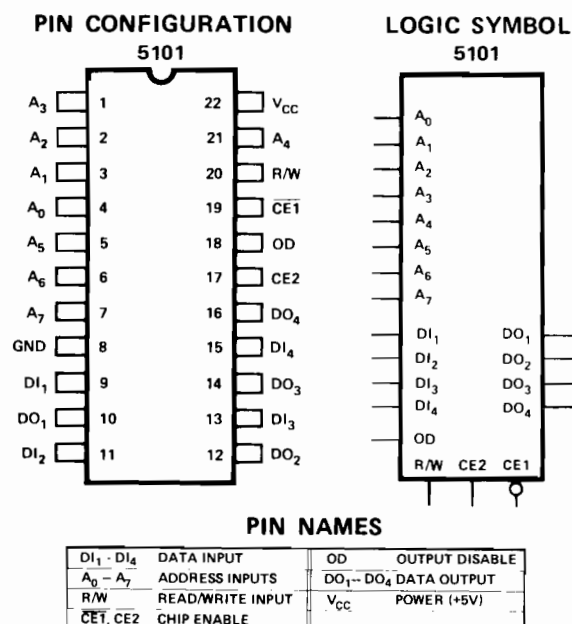 PIN CONFIGURATION
5101
A3 1 22 VCC
A2 2 21 A4
A1 3 20 R/W
A0 4 19 CE1
A5 5 18 OD
A6 6 17 CE2
A7 7 16 DO4
GND 8 15 DI4
DI1 9 14 DO3
DO1 10 13 DI3
DI2 11 12 DO2
LOGIC SYMBOL
5101
A0
A1
A2
A3
A4
A5
A6
A7
DI1 DO1
DI2 DO2
DI3 DO3
DI4 DO4
OD
R/W CE2 CE1
PIN NAMES
DI1 - DI4 DATA INPUT OD OUTPUT DISABLE
A0 – A7 ADDRESS INPUTS DO1-- DO4 DATA OUTPUT
R/W READ/WRITE INPUT VCC POWER (+5V)
CE1, CE2 CHIP ENABLE